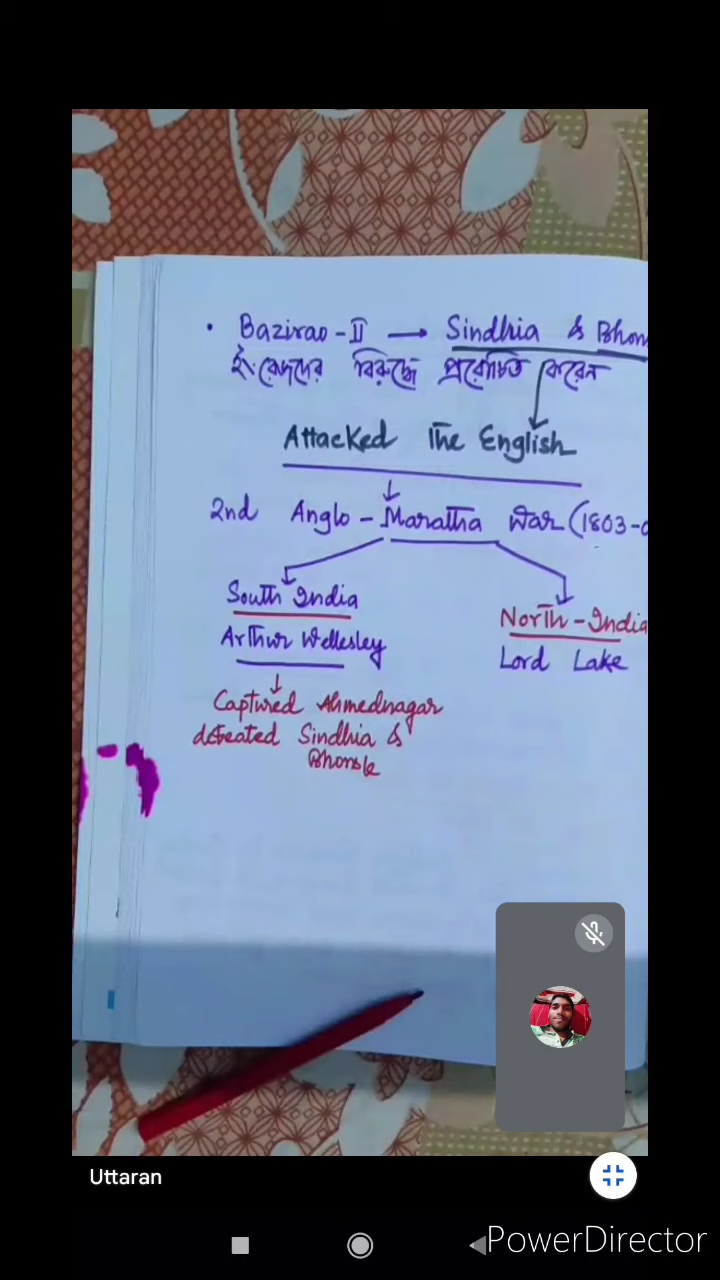 • Bazirao-II → Sindhia & Bhon
ইংরেজদের বিরুদ্ধে প্ররোচিত করেন
Attacked The English
2nd Anglo-Maratha War (1803-0
South India
North-India
Arthur Wellesley
Lord Lake
Captured Ahmednagar
defeated Sindhia &
Bhonsle
Uttaran
PowerDirector